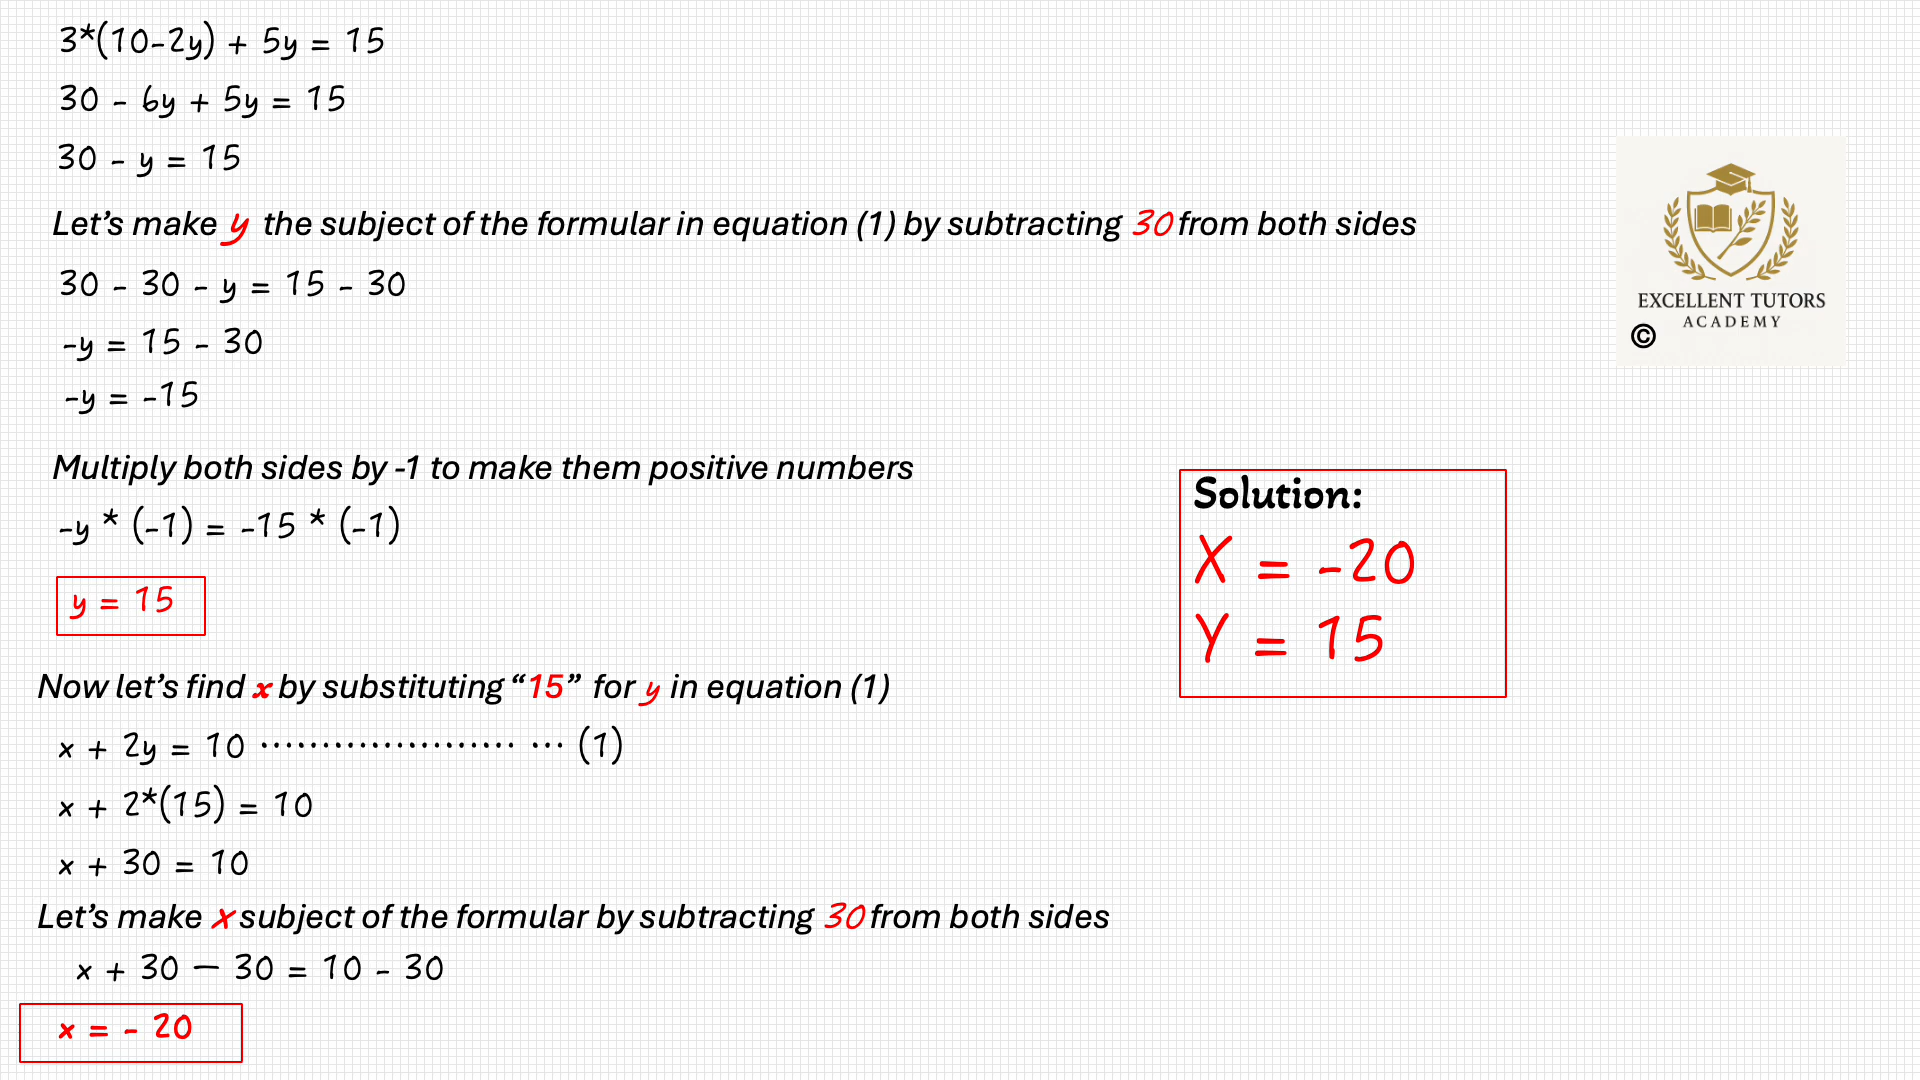 3*(10-2y) + 5y = 15
30 - 6y + 5y = 15
30 - y = 15
Let's make y the subject of the formular in equation (1) by subtracting 30 from both sides
30 - 30 - y = 15 - 30
-y = 15 - 30
-y = -15
Multiply both sides by -1 to make them positive numbers
-y * (-1) = -15 * (-1)
y = 15
Now let's find x by substituting “15” for y in equation (1)
x + 2y = 10 ………………… … (1)
x + 2*(15) = 10
x + 30 = 10
Let's make x subject of the formular by subtracting 30 from both sides
x + 30 – 30 = 10 - 30
x = - 20
Solution:
X = -20
Y = 15
EXCELLENT TUTORS
ACADEMY
©